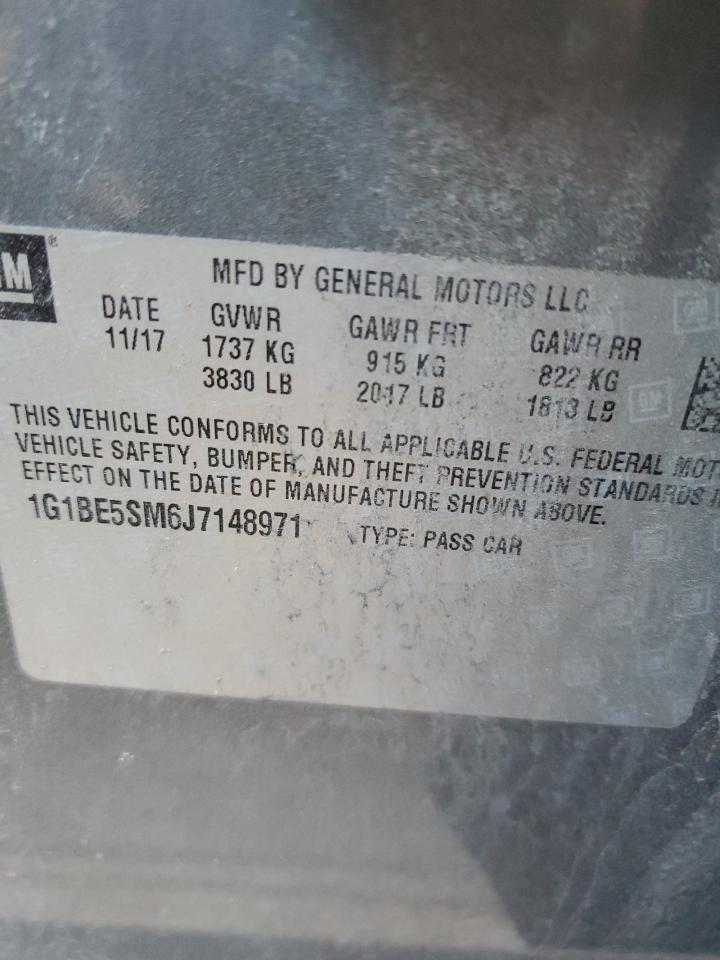 GM®
MFD BY GENERAL MOTORS LLC
DATE GVWR GAWR FRT GAWR RR
11/17 1737 KG 915 KG 822 KG
3830 LB 2017 LB 1813 LB
THIS VEHICLE CONFORMS TO ALL APPLICABLE U.S. FEDERAL MOT
VEHICLE SAFETY, BUMPER, AND THEFT PREVENTION STANDARDS I
EFFECT ON THE DATE OF MANUFACTURE SHOWN ABOVE.
1G1BE5SM6J7148971 TYPE: PASS CAR